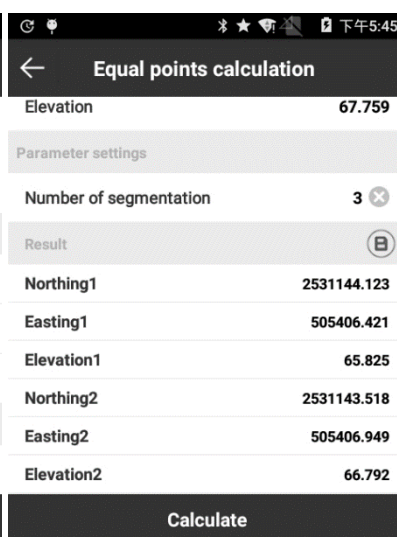 下午5:45
Equal points calculation
Elevation 67.759
Parameter settings
Number of segmentation 3
Result
Northing1 2531144.123
Easting1 505406.421
Elevation1 65.825
Northing2 2531143.518
Easting2 505406.949
Elevation2 66.792
Calculate